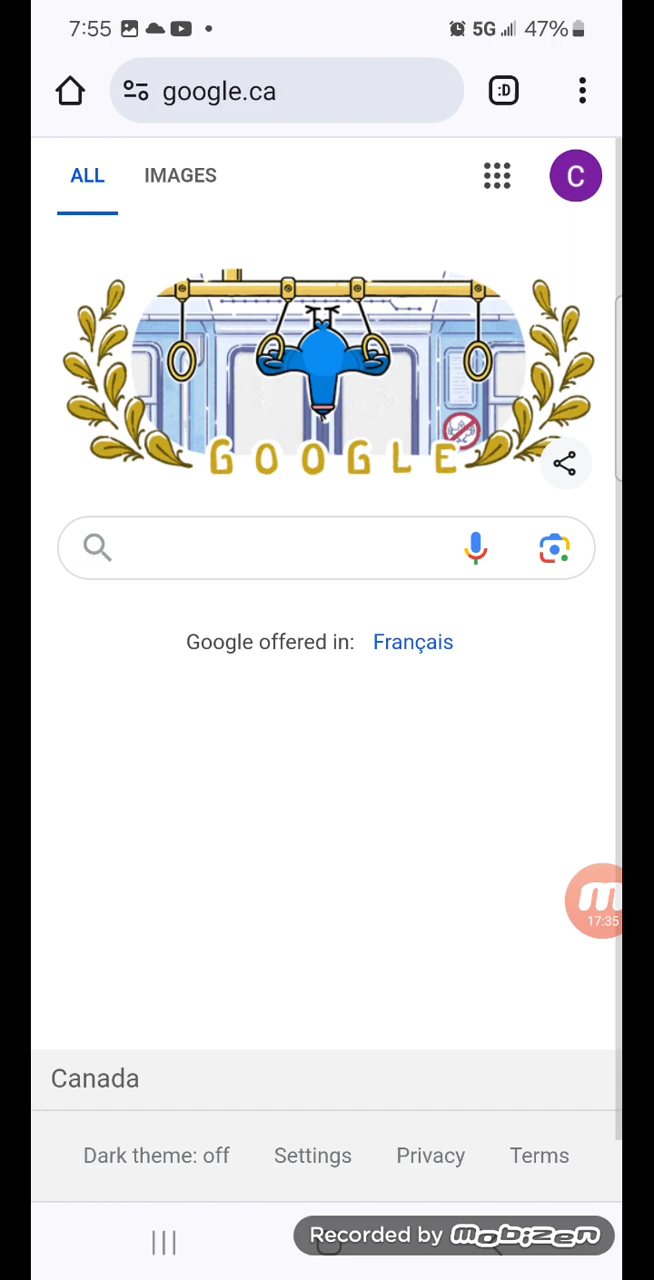 7:55 5G 47%
google.ca :D
ALL IMAGES C
GOOGLE
Google offered in: Français
17:35
Canada
Dark theme: off Settings Privacy Terms
Recorded by mobizen